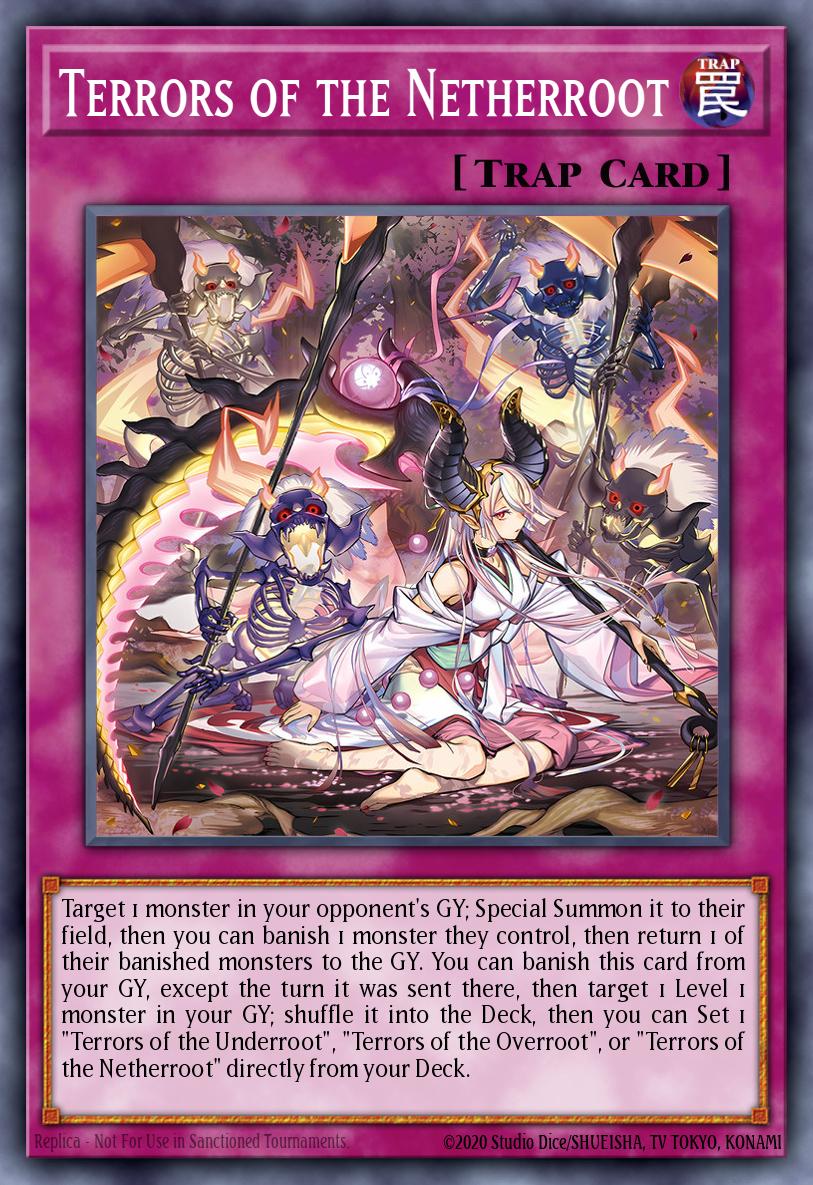 TERRORS OF THE NETHERROOT
TRAP
罠
[TRAP CARD]
Target 1 monster in your opponent's GY; Special Summon it to their
field, then you can banish 1 monster they control, then return 1 of
their banished monsters to the GY. You can banish this card from
your GY, except the turn it was sent there, then target 1 Level 1
monster in your GY; shuffle it into the Deck, then you can Set 1
"Terrors of the Underroot", "Terrors of the Overroot", or "Terrors of
the Netherroot" directly from your Deck.
Replica - Not For Use in Sanctioned Tournaments.
©2020 Studio Dice/SHUEISHA, TV TOKYO, KONAMI